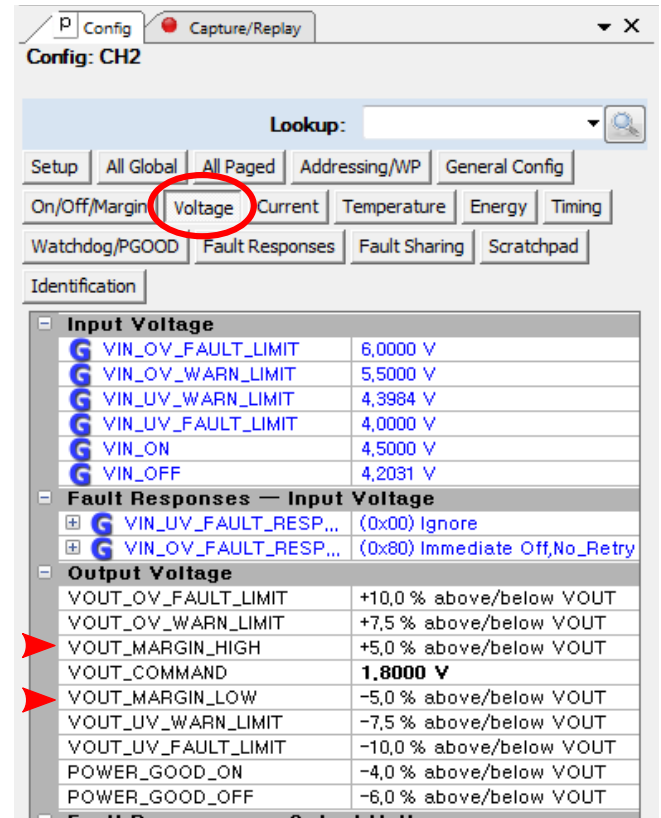 Config Capture/Replay
Config: CH2
Lookup:
Setup All Global All Paged Addressing/WP General Config
On/Off/Margin Voltage Current Temperature Energy Timing
Watchdog/PGOOD Fault Responses Fault Sharing Scratchpad
Identification
Input Voltage
G VIN_OV_FAULT_LIMIT 6,0000 V
G VIN_OV_WARN_LIMIT 5,5000 V
G VIN_UV_WARN_LIMIT 4,3984 V
G VIN_UV_FAULT_LIMIT 4,0000 V
G VIN_ON 4,5000 V
G VIN_OFF 4,2031 V
Fault Responses — Input Voltage
G VIN_UV_FAULT_RESP... (0x00) Ignore
G VIN_OV_FAULT_RESP... (0x80) Immediate Off,No_Retry
Output Voltage
VOUT_OV_FAULT_LIMIT +10,0 % above/below VOUT
VOUT_OV_WARN_LIMIT +7,5 % above/below VOUT
VOUT_MARGIN_HIGH +5,0 % above/below VOUT
VOUT_COMMAND 1,8000 V
VOUT_MARGIN_LOW -5,0 % above/below VOUT
VOUT_UV_WARN_LIMIT -7,5 % above/below VOUT
VOUT_UV_FAULT_LIMIT -10,0 % above/below VOUT
POWER_GOOD_ON -4,0 % above/below VOUT
POWER_GOOD_OFF -6,0 % above/below VOUT